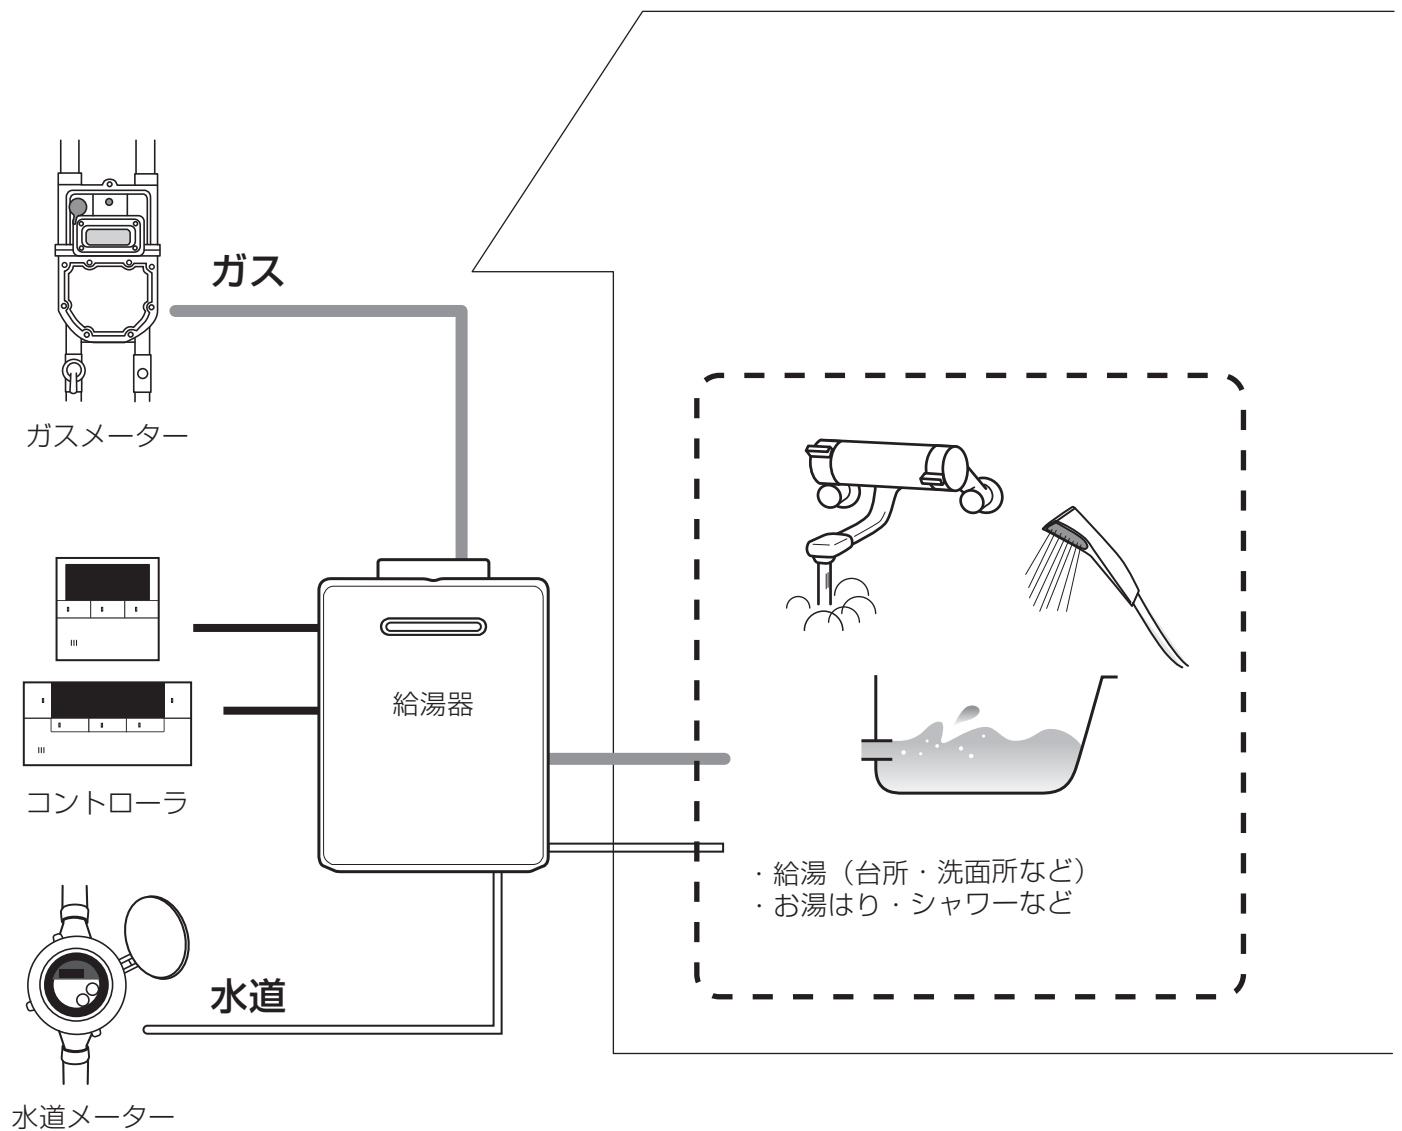 ガス
ガスメーター
給湯器
コントローラ
・給湯（台所・洗面所など）
・お湯はり・シャワーなど
水道
水道メーター